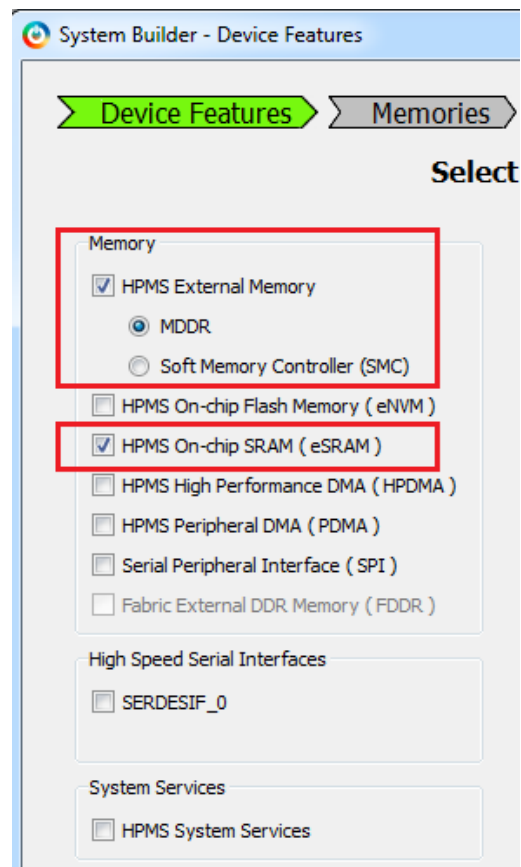 System Builder - Device Features
Device Features Memories
Select
Memory
HPMS External Memory
MDDR
Soft Memory Controller (SMC)
HPMS On-chip Flash Memory ( eNVM )
HPMS On-chip SRAM ( eSRAM )
HPMS High Performance DMA ( HPDMA )
HPMS Peripheral DMA ( PDMA )
Serial Peripheral Interface ( SPI )
Fabric External DDR Memory ( FDDR )
High Speed Serial Interfaces
SERDESIF_0
System Services
HPMS System Services